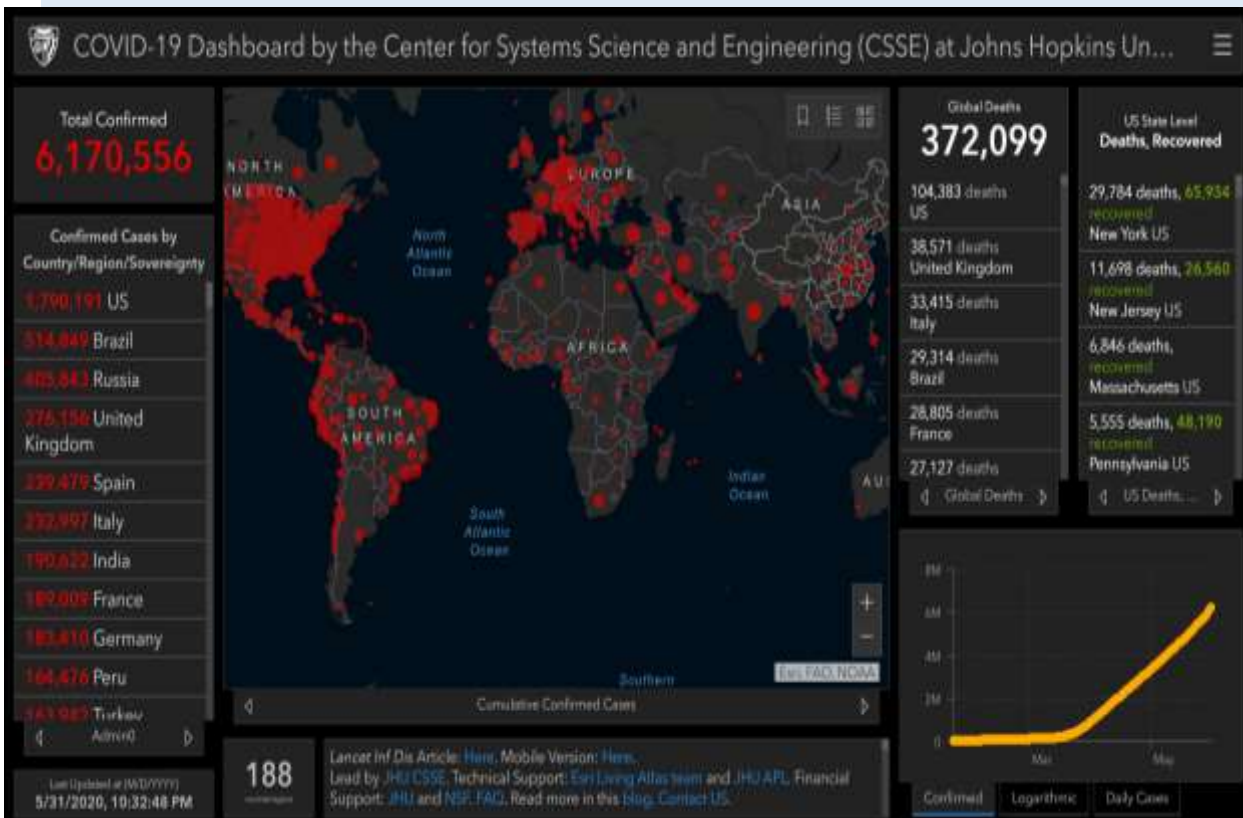 COVID-19 Dashboard by the Center for Systems Science and Engineering (CSSE) at Johns Hopkins Un...
Total Confirmed
6,170,556
Confirmed Cases by
Country/Region/Sovereignty
1,790,191 US
514,849 Brazil
405,843 Russia
276,156 United
Kingdom
239,479 Spain
232,997 Italy
190,622 India
189,009 France
183,410 Germany
164,476 Peru
Turkey
Admin0
Last Updated at (M/D/YYYY)
5/31/2020, 10:32:48 PM
NORTH
AMERICA
North
Atlantic
Ocean
EUROPE
ASIA
AFRICA
SOUTH
AMERICA
Indian
Ocean
AU
South
Atlantic
Ocean
Southern
+
−
Esri, FAO, NOAA
Cumulative Confirmed Cases
188
Lancet Inf Dis Article: Here. Mobile Version: Here.
Lead by JHU CSSE. Technical Support: Esri Living Atlas team and JHU APL. Financial
Support: JHU and NSF. FAQ. Read more in this blog. Contact US.
Global Deaths
372,099
104,383 deaths
US
38,571 deaths
United Kingdom
33,415 deaths
Italy
29,314 deaths
Brazil
28,805 deaths
France
27,127 deaths
Global Deaths
US State Level
Deaths, Recovered
29,784 deaths, 65,934
recovered
New York US
11,698 deaths, 26,560
recovered
New Jersey US
6,846 deaths,
recovered
Massachusetts US
5,555 deaths, 48,190
recovered
Pennsylvania US
US Deaths, ...
8M
6M
4M
2M
0
Mar
May
Confirmed
Logarithmic
Daily Cases